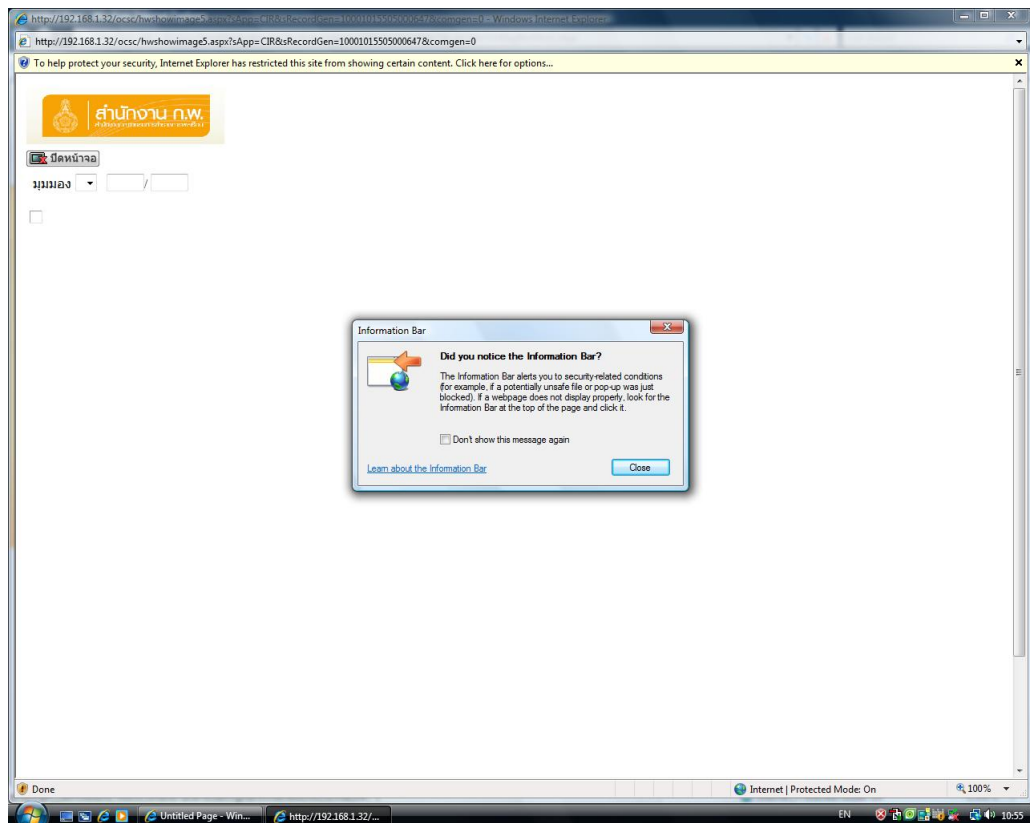 http://192.168.1.32/ocsc/hwshowimage5.aspx?sApp=CIR&sRecordGen=10001015505000647&comgen=0 - Windows Internet Explorer
http://192.168.1.32/ocsc/hwshowimage5.aspx?sApp=CIR&sRecordGen=10001015505000647&comgen=0
To help protect your security, Internet Explorer has restricted this site from showing certain content. Click here for options...
สำนักงาน ก.พ.
ปิดหน้าจอ
มุมมอง /
Information Bar
Did you notice the Information Bar?
The Information Bar alerts you to security-related conditions
(for example, if a potentially unsafe file or pop-up was just
blocked). If a webpage does not display properly, look for the
Information Bar at the top of the page and click it.
Don't show this message again
Learn about the Information Bar
Close
Done
Internet | Protected Mode: On
100%
Untitled Page - Win...
http://192.168.1.32/...
EN
10:55